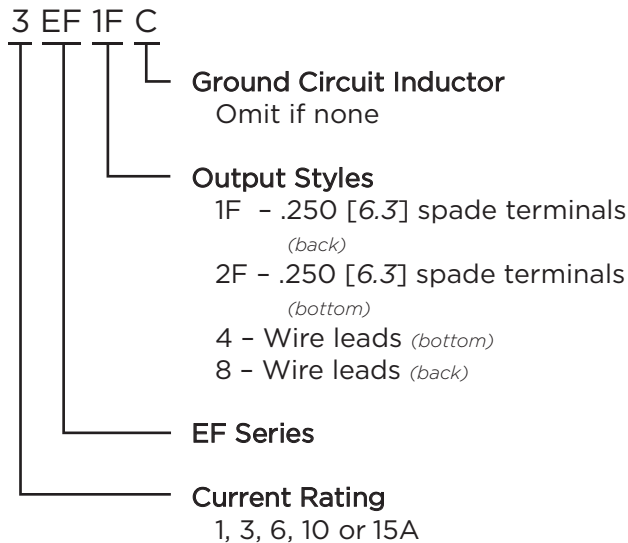 3 EF 1F C
Ground Circuit Inductor
Omit if none
Output Styles
1F – .250 [6.3] spade terminals
(back)
2F – .250 [6.3] spade terminals
(bottom)
4 – Wire leads (bottom)
8 – Wire leads (back)
EF Series
Current Rating
1, 3, 6, 10 or 15A